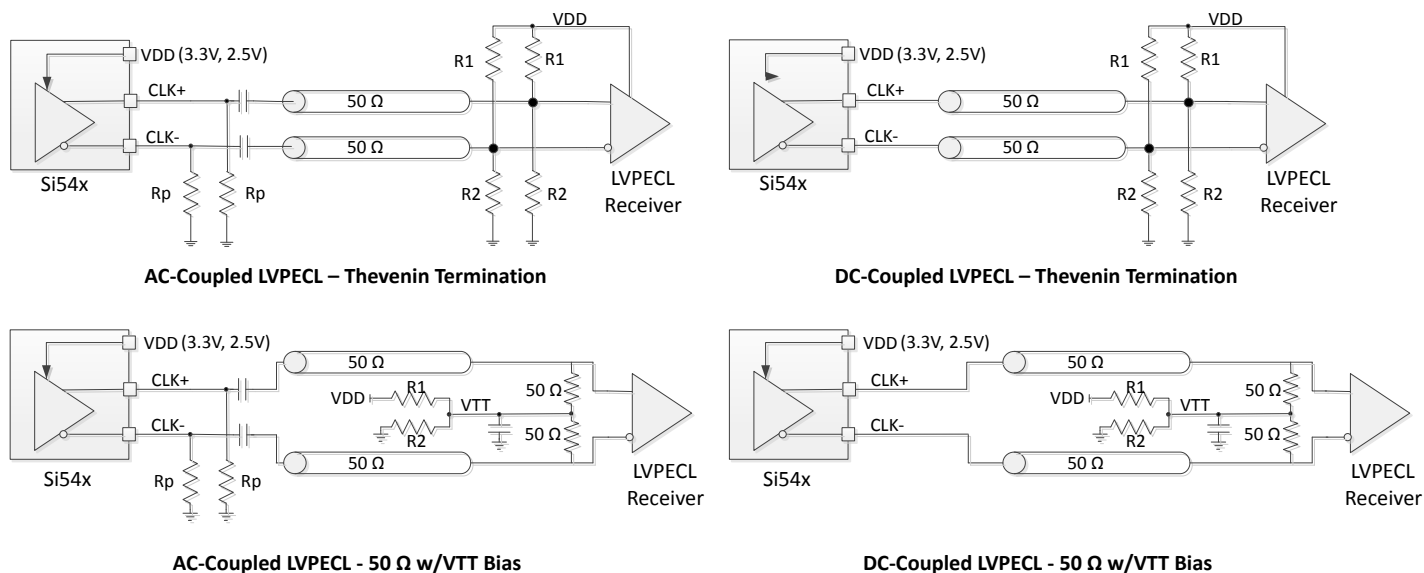 VDD
VDD (3.3V, 2.5V)
R1
R1
CLK+
50 Ω
CLK-
50 Ω
Si54x
Rp
Rp
R2
R2
LVPECL
Receiver
AC-Coupled LVPECL – Thevenin Termination
VDD
VDD (3.3V, 2.5V)
R1
R1
CLK+
50 Ω
CLK-
50 Ω
Si54x
R2
R2
LVPECL
Receiver
DC-Coupled LVPECL – Thevenin Termination
VDD (3.3V, 2.5V)
50 Ω
CLK+
R1
50 Ω
VDD
VTT
CLK-
R2
50 Ω
50 Ω
Si54x
Rp
Rp
LVPECL
Receiver
AC-Coupled LVPECL - 50 Ω w/VTT Bias
VDD (3.3V, 2.5V)
50 Ω
CLK+
R1
50 Ω
VDD
VTT
CLK-
R2
50 Ω
50 Ω
Si54x
LVPECL
Receiver
DC-Coupled LVPECL - 50 Ω w/VTT Bias